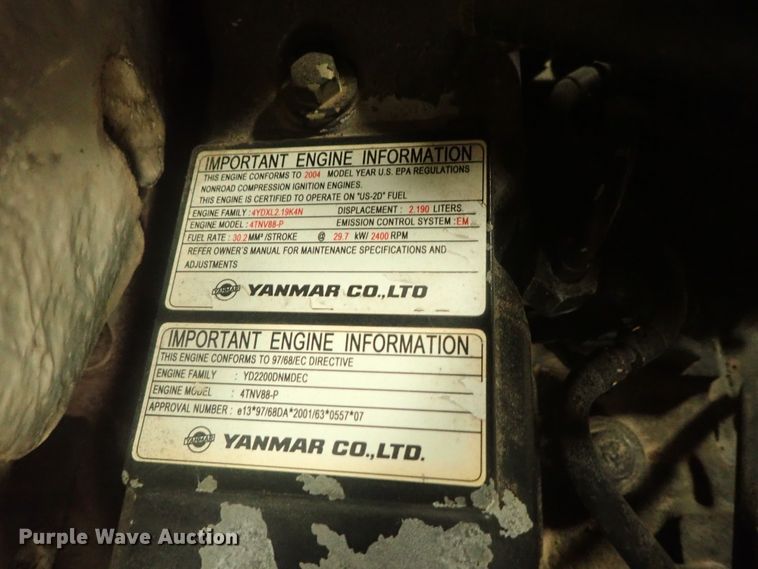 IMPORTANT ENGINE INFORMATION
THIS ENGINE CONFORMS TO 2004 MODEL YEAR U.S. EPA REGULATIONS
NONROAD COMPRESSION IGNITION ENGINES.
THIS ENGINE IS CERTIFIED TO OPERATE ON "US-2D" FUEL
ENGINE FAMILY : 4YDXL2.19K4N DISPLACEMENT : 2.190 LITERS.
ENGINE MODEL : 4TNV88-P EMISSION CONTROL SYSTEM : EM
FUEL RATE : 30.2 MM³/STROKE @ 29.7 kW/ 2400 RPM
REFER OWNER'S MANUAL FOR MAINTENANCE SPECIFICATIONS AND
ADJUSTMENTS
YANMAR YANMAR CO.,LTD
IMPORTANT ENGINE INFORMATION
THIS ENGINE CONFORMS TO 97/68/EC DIRECTIVE
ENGINE FAMILY : YD2200DNMDEC
ENGINE MODEL : 4TNV88-P
APPROVAL NUMBER : e13*97/68DA*2001/63*0557*07
YANMAR YANMAR CO.,LTD.
Purple Wave Auction®